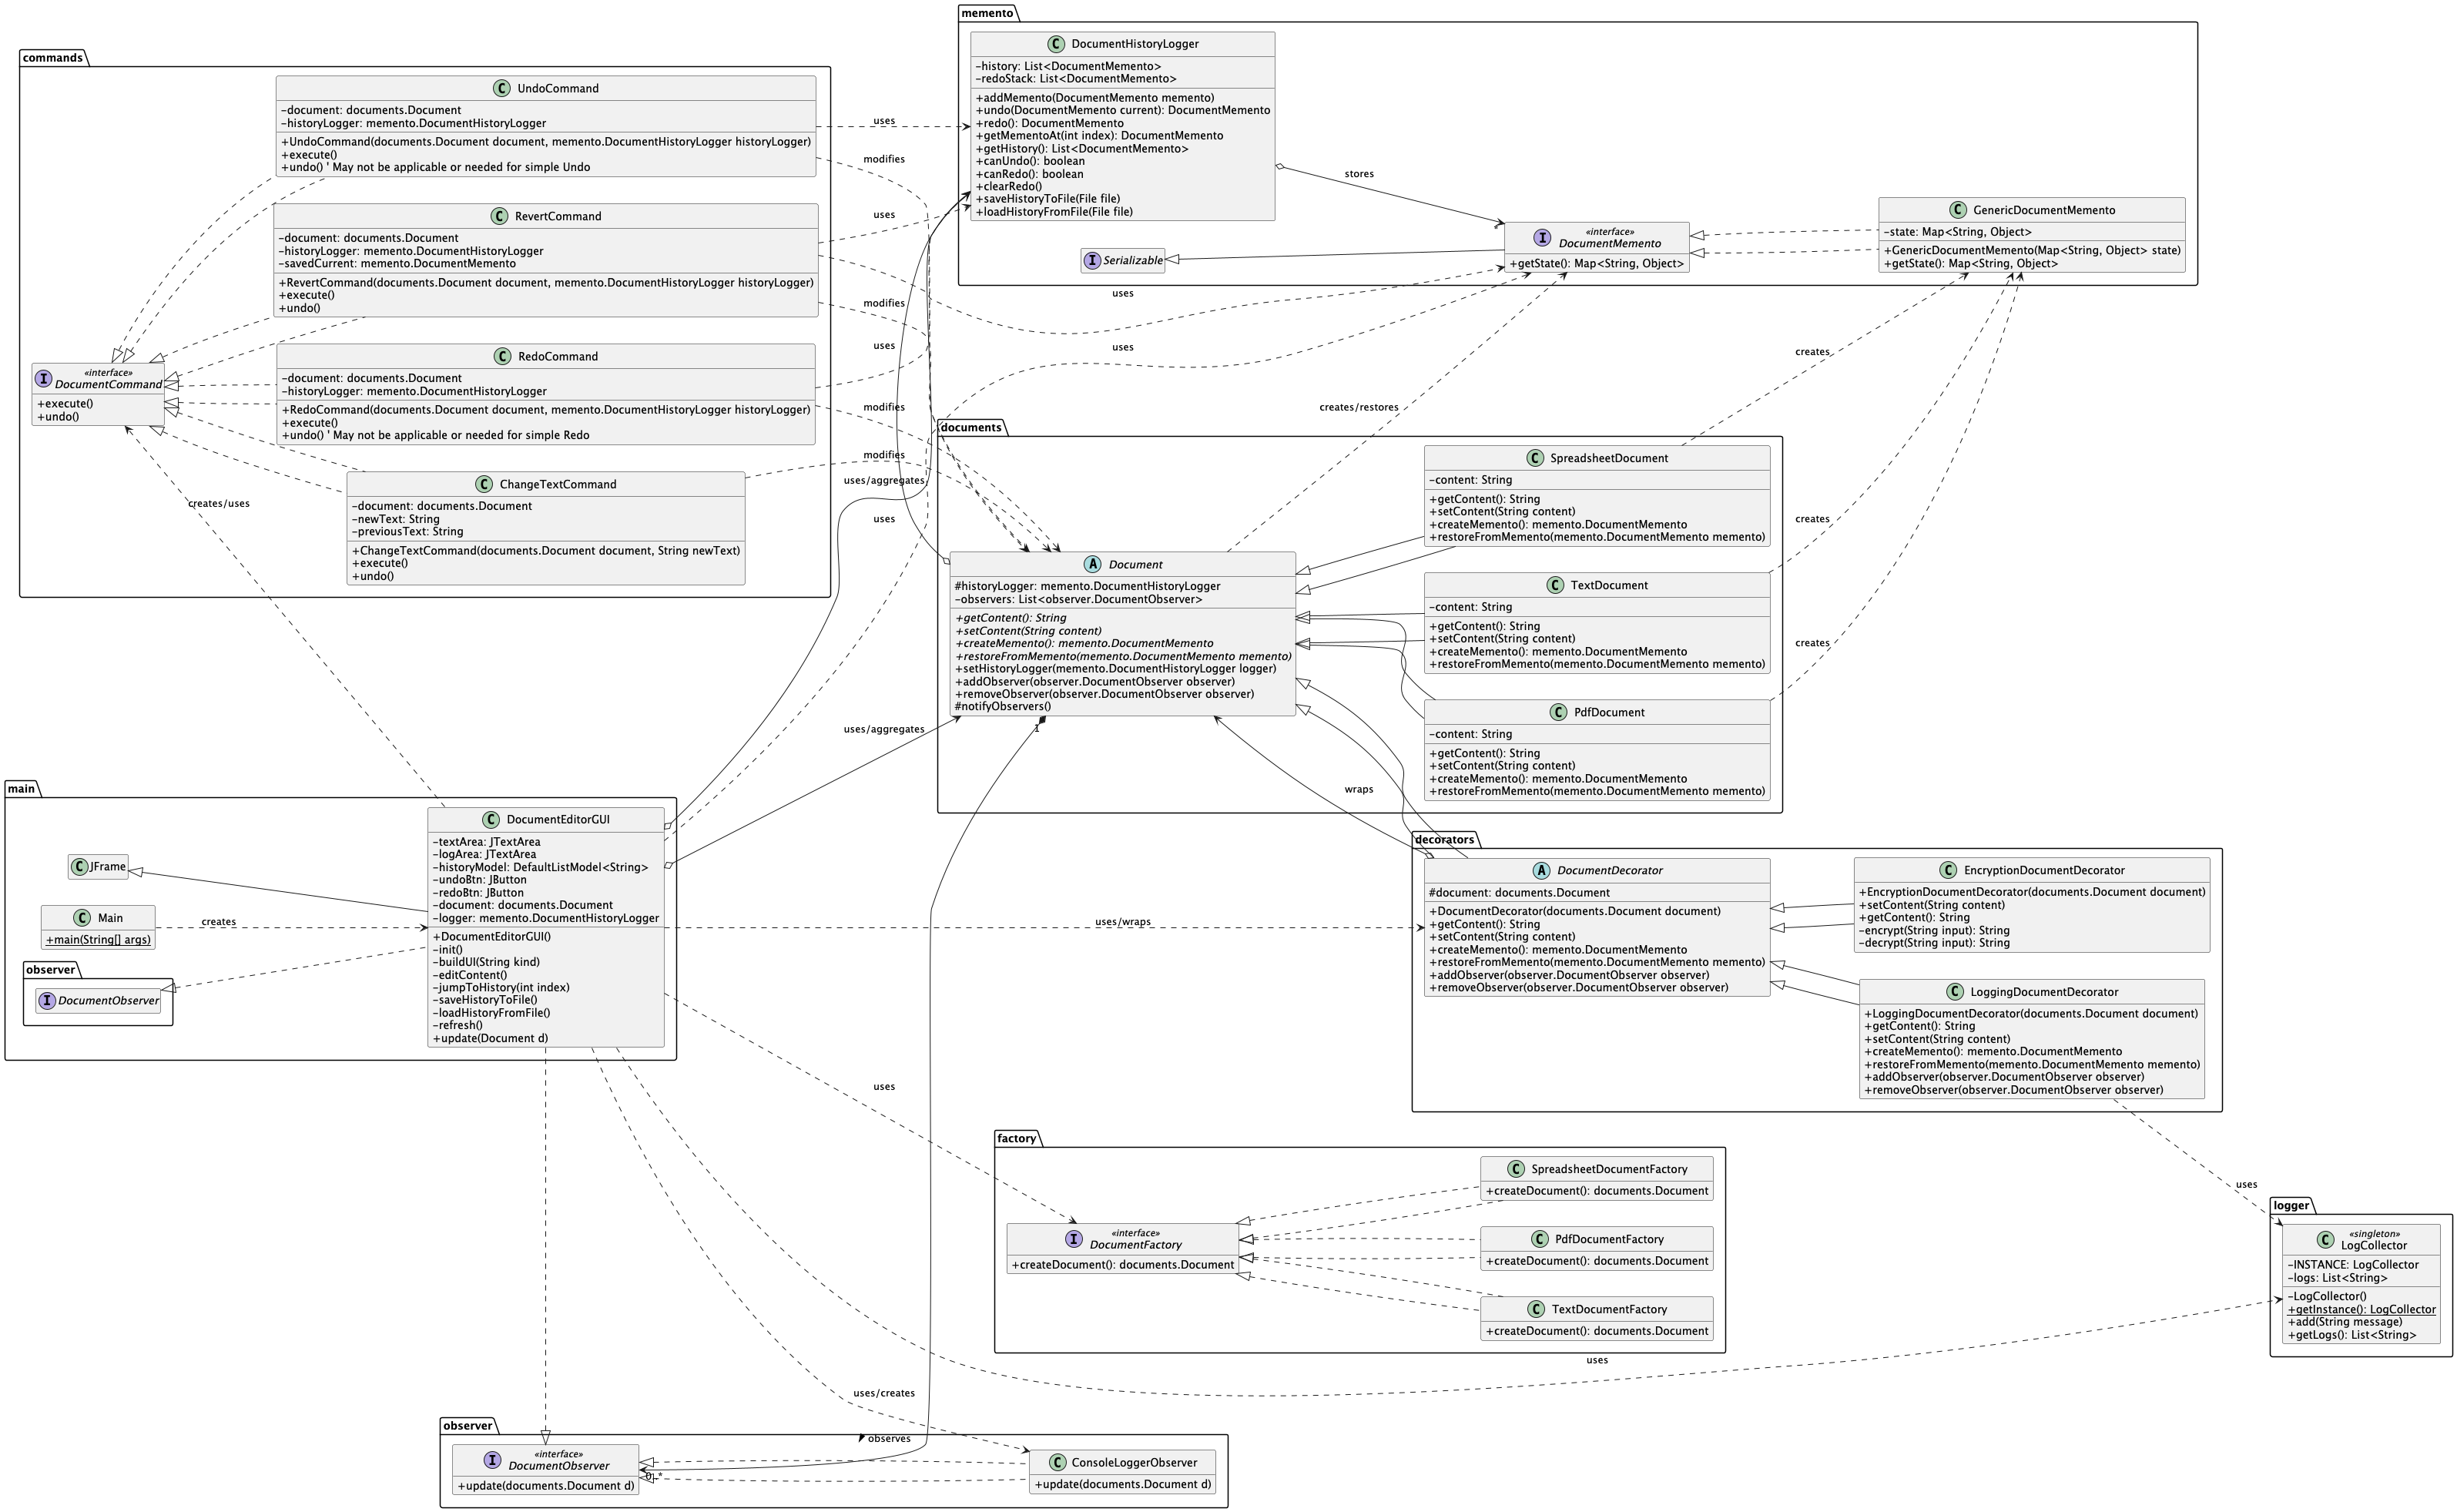 memento
DocumentHistoryLogger
-history: List<DocumentMemento>
-redoStack: List<DocumentMemento>
+addMemento(DocumentMemento memento)
+undo(DocumentMemento current): DocumentMemento
+redo(): DocumentMemento
+getMementoAt(int index): DocumentMemento
+getHistory(): List<DocumentMemento>
+canUndo(): boolean
+canRedo(): boolean
+clearRedo()
+saveHistoryToFile(File file)
+loadHistoryFromFile(File file)
stores
*
Serializable
«interface»
DocumentMemento
+getState(): Map<String, Object>
GenericDocumentMemento
-state: Map<String, Object>
+GenericDocumentMemento(Map<String, Object> state)
+getState(): Map<String, Object>
commands
UndoCommand
-document: documents.Document
-historyLogger: memento.DocumentHistoryLogger
+UndoCommand(documents.Document document, memento.DocumentHistoryLogger historyLogger)
+execute()
+undo() ' May not be applicable or needed for simple Undo
RevertCommand
-document: documents.Document
-historyLogger: memento.DocumentHistoryLogger
-savedCurrent: memento.DocumentMemento
+RevertCommand(documents.Document document, memento.DocumentHistoryLogger historyLogger)
+execute()
+undo()
RedoCommand
-document: documents.Document
-historyLogger: memento.DocumentHistoryLogger
+RedoCommand(documents.Document document, memento.DocumentHistoryLogger historyLogger)
+execute()
+undo() ' May not be applicable or needed for simple Redo
«interface»
DocumentCommand
+execute()
+undo()
ChangeTextCommand
-document: documents.Document
-newText: String
-previousText: String
+ChangeTextCommand(documents.Document document, String newText)
+execute()
+undo()
uses
modifies
uses
uses
modifies
uses
uses
modifies
modifies
uses/aggregates
uses
creates/uses
creates/restores
creates
creates
creates
documents
SpreadsheetDocument
-content: String
+getContent(): String
+setContent(String content)
+createMemento(): memento.DocumentMemento
+restoreFromMemento(memento.DocumentMemento memento)
Document
#historyLogger: memento.DocumentHistoryLogger
-observers: List<observer.DocumentObserver>
+getContent(): String
+setContent(String content)
+createMemento(): memento.DocumentMemento
+restoreFromMemento(memento.DocumentMemento memento)
+setHistoryLogger(memento.DocumentHistoryLogger logger)
+addObserver(observer.DocumentObserver observer)
+removeObserver(observer.DocumentObserver observer)
#notifyObservers()
1
TextDocument
-content: String
+getContent(): String
+setContent(String content)
+createMemento(): memento.DocumentMemento
+restoreFromMemento(memento.DocumentMemento memento)
PdfDocument
-content: String
+getContent(): String
+setContent(String content)
+createMemento(): memento.DocumentMemento
+restoreFromMemento(memento.DocumentMemento memento)
uses/aggregates
wraps
main
DocumentEditorGUI
-textArea: JTextArea
-logArea: JTextArea
-historyModel: DefaultListModel<String>
-undoBtn: JButton
-redoBtn: JButton
-document: documents.Document
-logger: memento.DocumentHistoryLogger
+DocumentEditorGUI()
-init()
-buildUI(String kind)
-editContent()
-jumpToHistory(int index)
-saveHistoryToFile()
-loadHistoryFromFile()
-refresh()
+update(Document d)
JFrame
Main
+main(String[] args)
creates
observer
DocumentObserver
uses/wraps
decorators
DocumentDecorator
#document: documents.Document
+DocumentDecorator(documents.Document document)
+getContent(): String
+setContent(String content)
+createMemento(): memento.DocumentMemento
+restoreFromMemento(memento.DocumentMemento memento)
+addObserver(observer.DocumentObserver observer)
+removeObserver(observer.DocumentObserver observer)
EncryptionDocumentDecorator
+EncryptionDocumentDecorator(documents.Document document)
+setContent(String content)
+getContent(): String
-encrypt(String input): String
-decrypt(String input): String
LoggingDocumentDecorator
+LoggingDocumentDecorator(documents.Document document)
+getContent(): String
+setContent(String content)
+createMemento(): memento.DocumentMemento
+restoreFromMemento(memento.DocumentMemento memento)
+addObserver(observer.DocumentObserver observer)
+removeObserver(observer.DocumentObserver observer)
uses
factory
SpreadsheetDocumentFactory
+createDocument(): documents.Document
«interface»
DocumentFactory
+createDocument(): documents.Document
PdfDocumentFactory
+createDocument(): documents.Document
TextDocumentFactory
+createDocument(): documents.Document
uses
logger
«singleton»
LogCollector
-INSTANCE: LogCollector
-logs: List<String>
-LogCollector()
+getInstance(): LogCollector
+add(String message)
+getLogs(): List<String>
uses
uses/creates
observer
observes
«interface»
DocumentObserver
+update(documents.Document d)
0..*
ConsoleLoggerObserver
+update(documents.Document d)